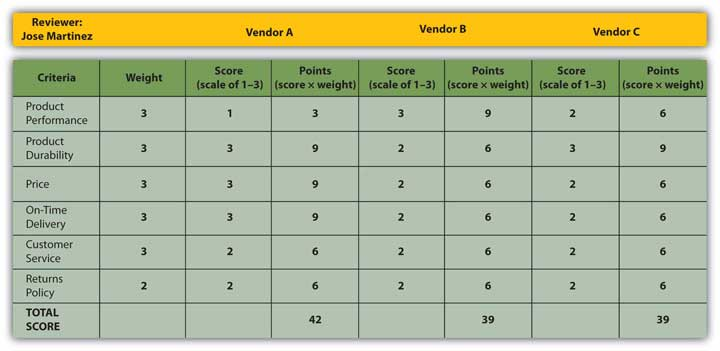 Reviewer:
Jose Martinez Vendor A Vendor B Vendor C
Criteria Weight Score (scale of 1–3) Points (score × weight) Score (scale of 1–3) Points (score × weight) Score (scale of 1–3) Points (score × weight)
Product Performance 3 1 3 3 9 2 6
Product Durability 3 3 9 2 6 3 9
Price 3 3 9 2 6 2 6
On-Time Delivery 3 3 9 2 6 2 6
Customer Service 3 2 6 2 6 2 6
Returns Policy 2 2 6 2 6 2 6
TOTAL SCORE 42 39 39